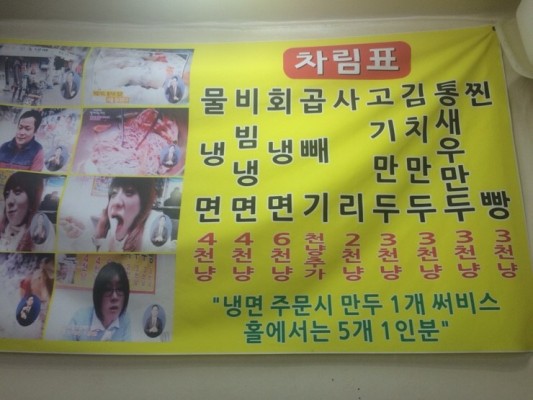 차림표
물냉면
비빔냉면
회냉면
곱빼기
사리
고기만두
김치만두
통새우만두
찐빵
4천냥
4천냥
6천냥
천냥추가
2천냥
3천냥
3천냥
3천냥
3천냥
"냉면 주문시 만두 1개 써비스
홀에서는 5개 1인분"